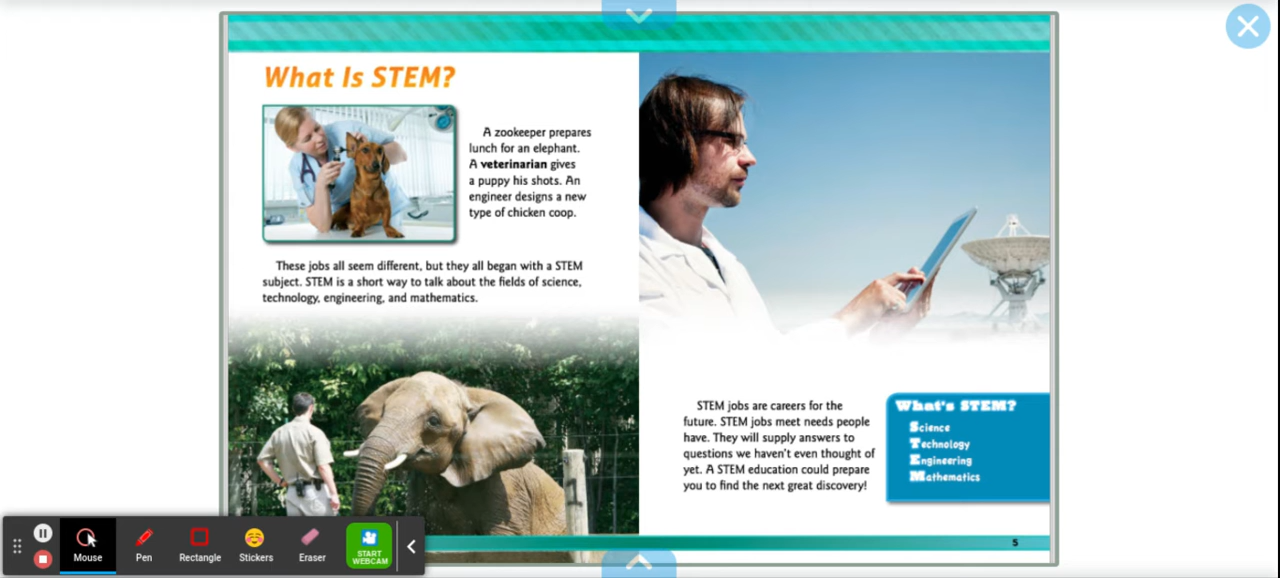 What Is STEM?
A zookeeper prepares
lunch for an elephant.
A veterinarian gives
a puppy his shots. An
engineer designs a new
type of chicken coop.
These jobs all seem different, but they all began with a STEM
subject. STEM is a short way to talk about the fields of science,
technology, engineering, and mathematics.
STEM jobs are careers for the
future. STEM jobs meet needs people
have. They will supply answers to
questions we haven't even thought of
yet. A STEM education could prepare
you to find the next great discovery!
What's STEM?
Science
Technology
Engineering
Mathematics
5
Mouse
Pen
Rectangle
Stickers
Eraser
START
WEBCAM